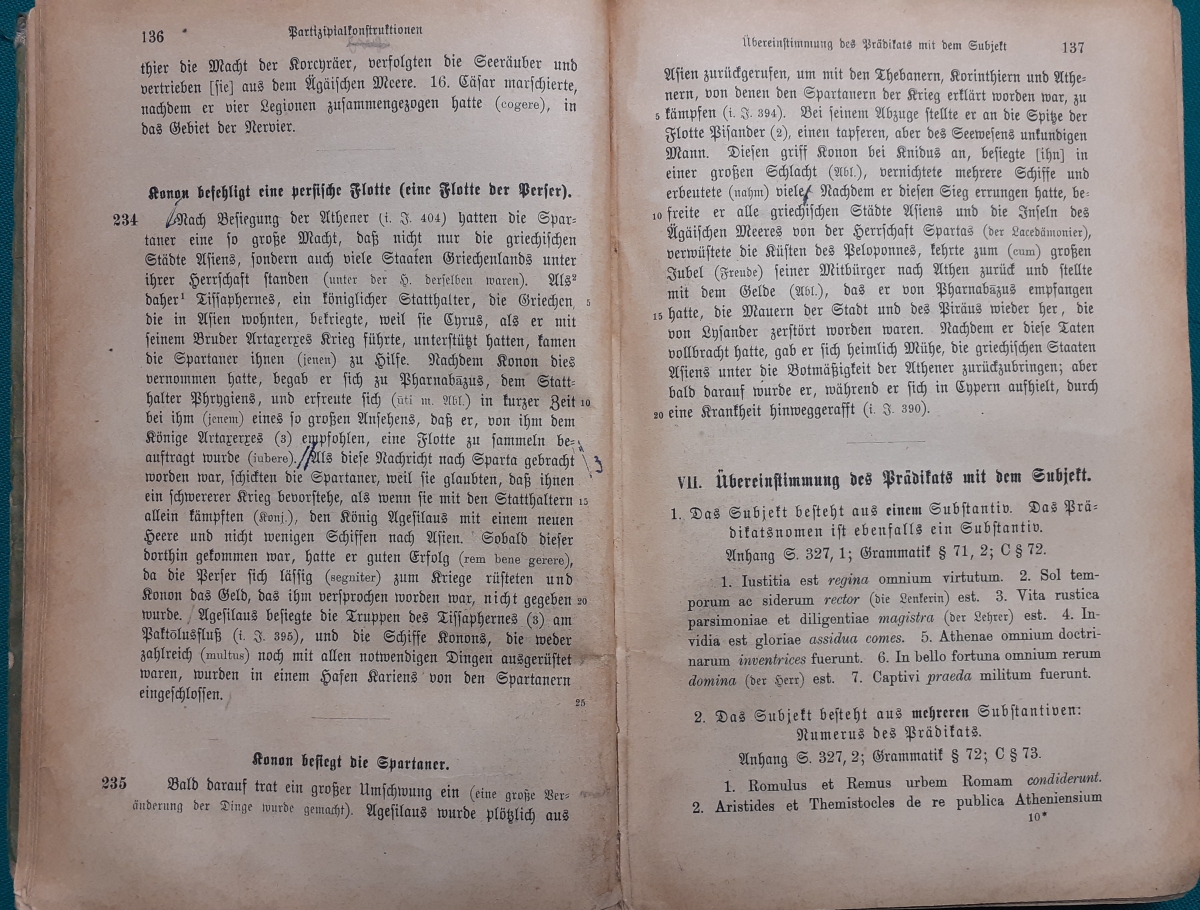 136
Partizipialkonstruktionen
thier die Macht der Korcyräer, verfolgten die Seeräuber und
vertrieben [sie] aus dem Ägäischen Meere. 16. Cäsar marschierte,
nachdem er vier Legionen zusammengezogen hatte (cogere), in
das Gebiet der Nervier.
Konon befehligt eine persische Flotte (eine Flotte der Perser).
234 Nach Besiegung der Athener (i. J. 404) hatten die Spar-
taner eine so große Macht, daß nicht nur die griechischen
Städte Asiens, sondern auch viele Staaten Griechenlands unter
ihrer Herrschaft standen (unter der H. derselben waren). Als²
daher¹ Tissaphernes, ein königlicher Statthalter, die Griechen, 5
die in Asien wohnten, bekriegte, weil sie Cyrus, als er mit
seinem Bruder Artaxerxes Krieg führte, unterstützt hatten, kamen
die Spartaner ihnen (jenen) zu Hilfe. Nachdem Konon dies
vernommen hatte, begab er sich zu Pharnabāzus, dem Statt-
halter Phrygiens, und erfreute sich (ūti m. Abl.) in kurzer Zeit 10
bei ihm (jenem) eines so großen Ansehens, daß er, von ihm dem
Könige Artaxerxes (3) empfohlen, eine Flotte zu sammeln be-
auftragt wurde (iubere). Als diese Nachricht nach Sparta gebracht
worden war, schickten die Spartaner, weil sie glaubten, daß ihnen
ein schwererer Krieg bevorstehe, als wenn sie mit den Statthaltern 15
allein kämpften (Konj.), den König Agesilaus mit einem neuen
Heere und nicht wenigen Schiffen nach Asien. Sobald dieser
dorthin gekommen war, hatte er guten Erfolg (rem bene gerere),
da die Perser sich lässig (segniter) zum Kriege rüsteten und
Konon das Geld, das ihm versprochen worden war, nicht gegeben 20
wurde. Agesilaus besiegte die Truppen des Tissaphernes (3) am
Paktōlusfluß (i. J. 395), und die Schiffe Konons, die weder
zahlreich (multus) noch mit allen notwendigen Dingen ausgerüstet
waren, wurden in einem Hafen Kariens von den Spartanern
eingeschlossen. 25
Konon besiegt die Spartaner.
235 Bald darauf trat ein großer Umschwung ein (eine große Ver-
änderung der Dinge wurde gemacht). Agesilaus wurde plötzlich aus
Übereinstimmung des Prädikats mit dem Subjekt
137
Asien zurückgerufen, um mit den Thebanern, Korinthiern und Athe-
nern, von denen den Spartanern der Krieg erklärt worden war, zu
5 kämpfen (i. J. 394). Bei seinem Abzuge stellte er an die Spitze der
Flotte Pisander (2), einen tapferen, aber des Seewesens unkundigen
Mann. Diesen griff Konon bei Knidus an, besiegte [ihn] in
einer großen Schlacht (Abl.), vernichtete mehrere Schiffe und
erbeutete (nahm) viele. Nachdem er diesen Sieg errungen hatte, be-
10 freite er alle griechischen Städte Asiens und die Inseln des
Ägäischen Meeres von der Herrschaft Spartas (der Lacedämonier),
verwüstete die Küsten des Peloponnes, kehrte zum (cum) großen
Jubel (Freude) seiner Mitbürger nach Athen zurück und stellte
mit dem Gelde (Abl.), das er von Pharnabāzus empfangen
15 hatte, die Mauern der Stadt und des Piräus wieder her, die
von Lysander zerstört worden waren. Nachdem er diese Taten
vollbracht hatte, gab er sich heimlich Mühe, die griechischen Staaten
Asiens unter die Botmäßigkeit der Athener zurückzubringen; aber
bald darauf wurde er, während er sich in Cypern aufhielt, durch
20 eine Krankheit hinweggerafft (i. J. 390).
VII. Übereinstimmung des Prädikats mit dem Subjekt.
1. Das Subjekt besteht aus einem Substantiv. Das Prä-
dikatsnomen ist ebenfalls ein Substantiv.
Anhang S. 327, 1; Grammatik § 71, 2; C § 72.
1. Iustitia est regina omnium virtutum. 2. Sol tem-
porum ac siderum rector (die Lenkerin) est. 3. Vita rustica
parsimoniae et diligentiae magistra (der Lehrer) est. 4. In-
vidia est gloriae assidua comes. 5. Athenae omnium doctri-
narum inventrices fuerunt. 6. In bello fortuna omnium rerum
domina (der Herr) est. 7. Captivi praeda militum fuerunt.
2. Das Subjekt besteht aus mehreren Substantiven:
Numerus des Prädikats.
Anhang S. 327, 2; Grammatik § 72; C § 73.
1. Romulus et Remus urbem Romam condiderunt.
2. Aristides et Themistocles de re publica Atheniensium
10*